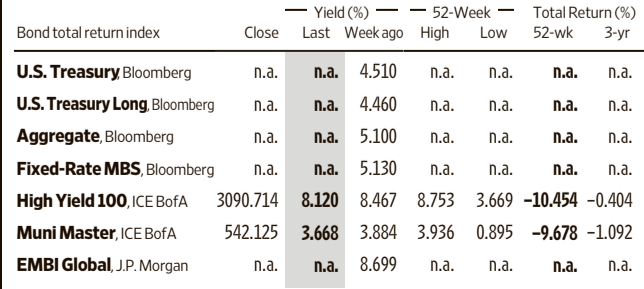 Yield (%) 52-Week Total Return (%)
Bond total return index Close Last Week ago High Low 52-wk 3-yr
U.S. Treasury, Bloomberg n.a. n.a. 4.510 n.a. n.a. n.a. n.a.
U.S. Treasury Long, Bloomberg n.a. n.a. 4.460 n.a. n.a. n.a. n.a.
Aggregate, Bloomberg n.a. n.a. 5.100 n.a. n.a. n.a. n.a.
Fixed-Rate MBS, Bloomberg n.a. n.a. 5.130 n.a. n.a. n.a. n.a.
High Yield 100, ICE BofA 3090.714 8.120 8.467 8.753 3.669 –10.454 –0.404
Muni Master, ICE BofA 542.125 3.668 3.884 3.936 0.895 –9.678 –1.092
EMBI Global, J.P. Morgan n.a. n.a. 8.699 n.a. n.a. n.a. n.a.